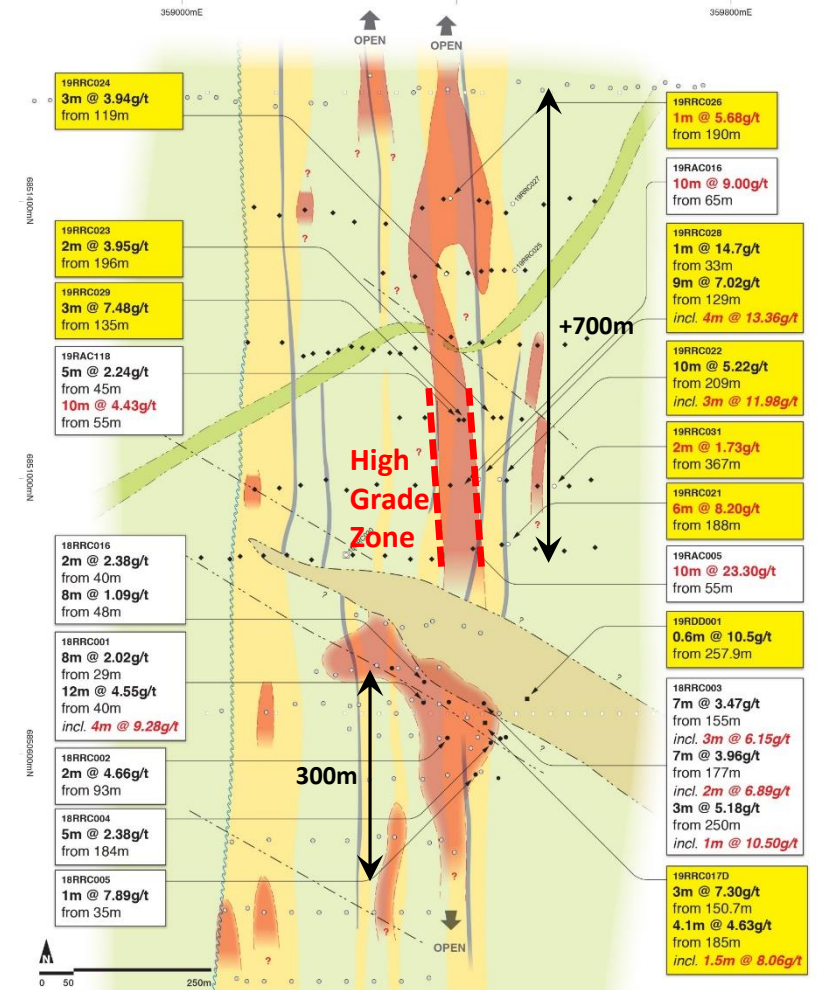 359000mE
359800mE
OPEN
OPEN
19RRC024
3m @ 3.94g/t
from 119m
19RRC026
1m @ 5.68g/t
from 190m
19RAC016
10m @ 9.00g/t
from 65m
6851400mN
?
?
?
?
?
19RRC027
19RRC023
2m @ 3.95g/t
from 196m
19RRC028
1m @ 14.7g/t
from 33m
9m @ 7.02g/t
from 129m
incl. 4m @ 13.36g/t
19RRC025
19RRC029
3m @ 7.48g/t
from 135m
?
?
+700m
19RAC118
5m @ 2.24g/t
from 45m
10m @ 4.43g/t
from 55m
19RRC022
10m @ 5.22g/t
from 209m
incl. 3m @ 11.98g/t
19RRC031
2m @ 1.73g/t
from 367m
6851000mN
?
High
Grade
Zone
?
19RRC021
6m @ 8.20g/t
from 188m
19RAC005
10m @ 23.30g/t
from 55m
18RRC016
2m @ 2.38g/t
from 40m
8m @ 1.09g/t
from 48m
?
?
19RDD001
0.6m @ 10.5g/t
from 257.9m
18RRC001
8m @ 2.02g/t
from 29m
12m @ 4.55g/t
from 40m
incl. 4m @ 9.28g/t
?
?
18RRC003
7m @ 3.47g/t
from 155m
incl. 3m @ 6.15g/t
7m @ 3.96g/t
from 177m
incl. 2m @ 6.89g/t
3m @ 5.18g/t
from 250m
incl. 1m @ 10.50g/t
6850600mN
300m
18RRC002
2m @ 4.66g/t
from 93m
18RRC004
5m @ 2.38g/t
from 184m
18RRC005
1m @ 7.89g/t
from 35m
?
19RRC017D
3m @ 7.30g/t
from 150.7m
4.1m @ 4.63g/t
from 185m
incl. 1.5m @ 8.06g/t
?
?
OPEN
N
0 50 250m